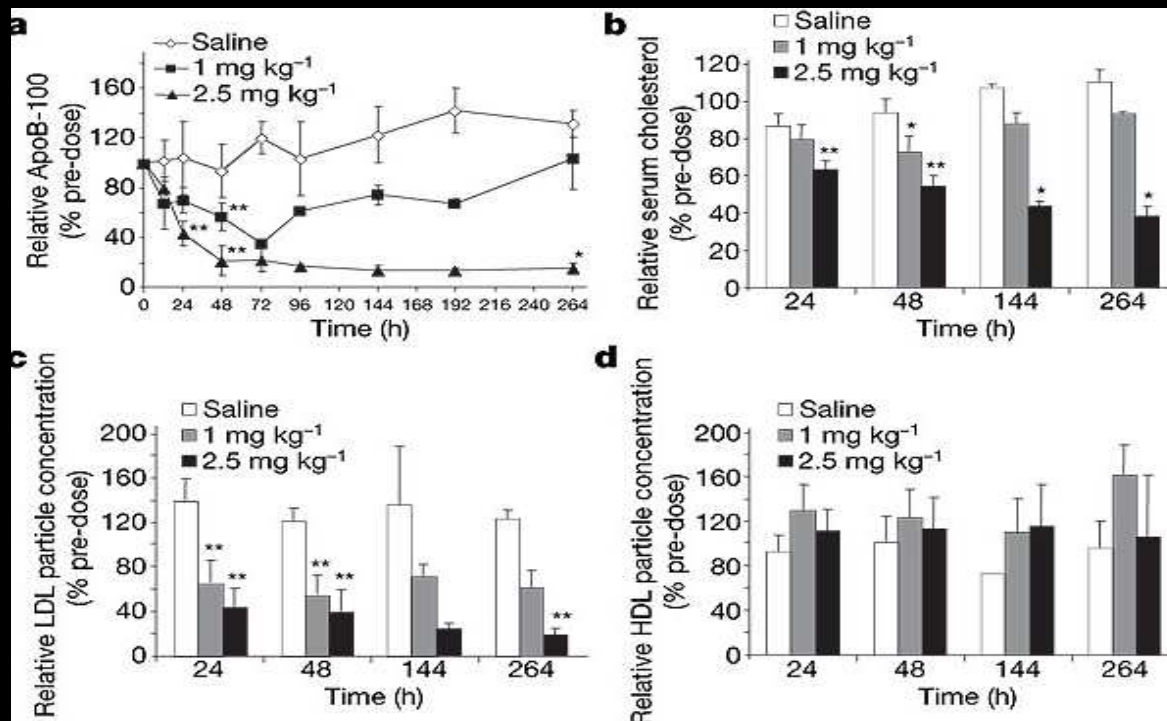 a
Saline
1 mg kg⁻¹
2.5 mg kg⁻¹
Relative ApoB-100
(% pre-dose)
160
120
80
40
0
** ** ** *
0 24 48 72 96 120 144 168 192 216 240 264
Time (h)
b
Saline
1 mg kg⁻¹
2.5 mg kg⁻¹
Relative serum cholesterol
(% pre-dose)
120
100
80
60
40
20
0
** * ** * *
24 48 144 264
Time (h)
c
Saline
1 mg kg⁻¹
2.5 mg kg⁻¹
Relative LDL particle concentration
(% pre-dose)
200
160
120
80
40
0
** ** ** ** **
24 48 144 264
Time (h)
d
Saline
1 mg kg⁻¹
2.5 mg kg⁻¹
Relative HDL particle concentration
(% pre-dose)
200
160
120
80
40
0
24 48 144 264
Time (h)